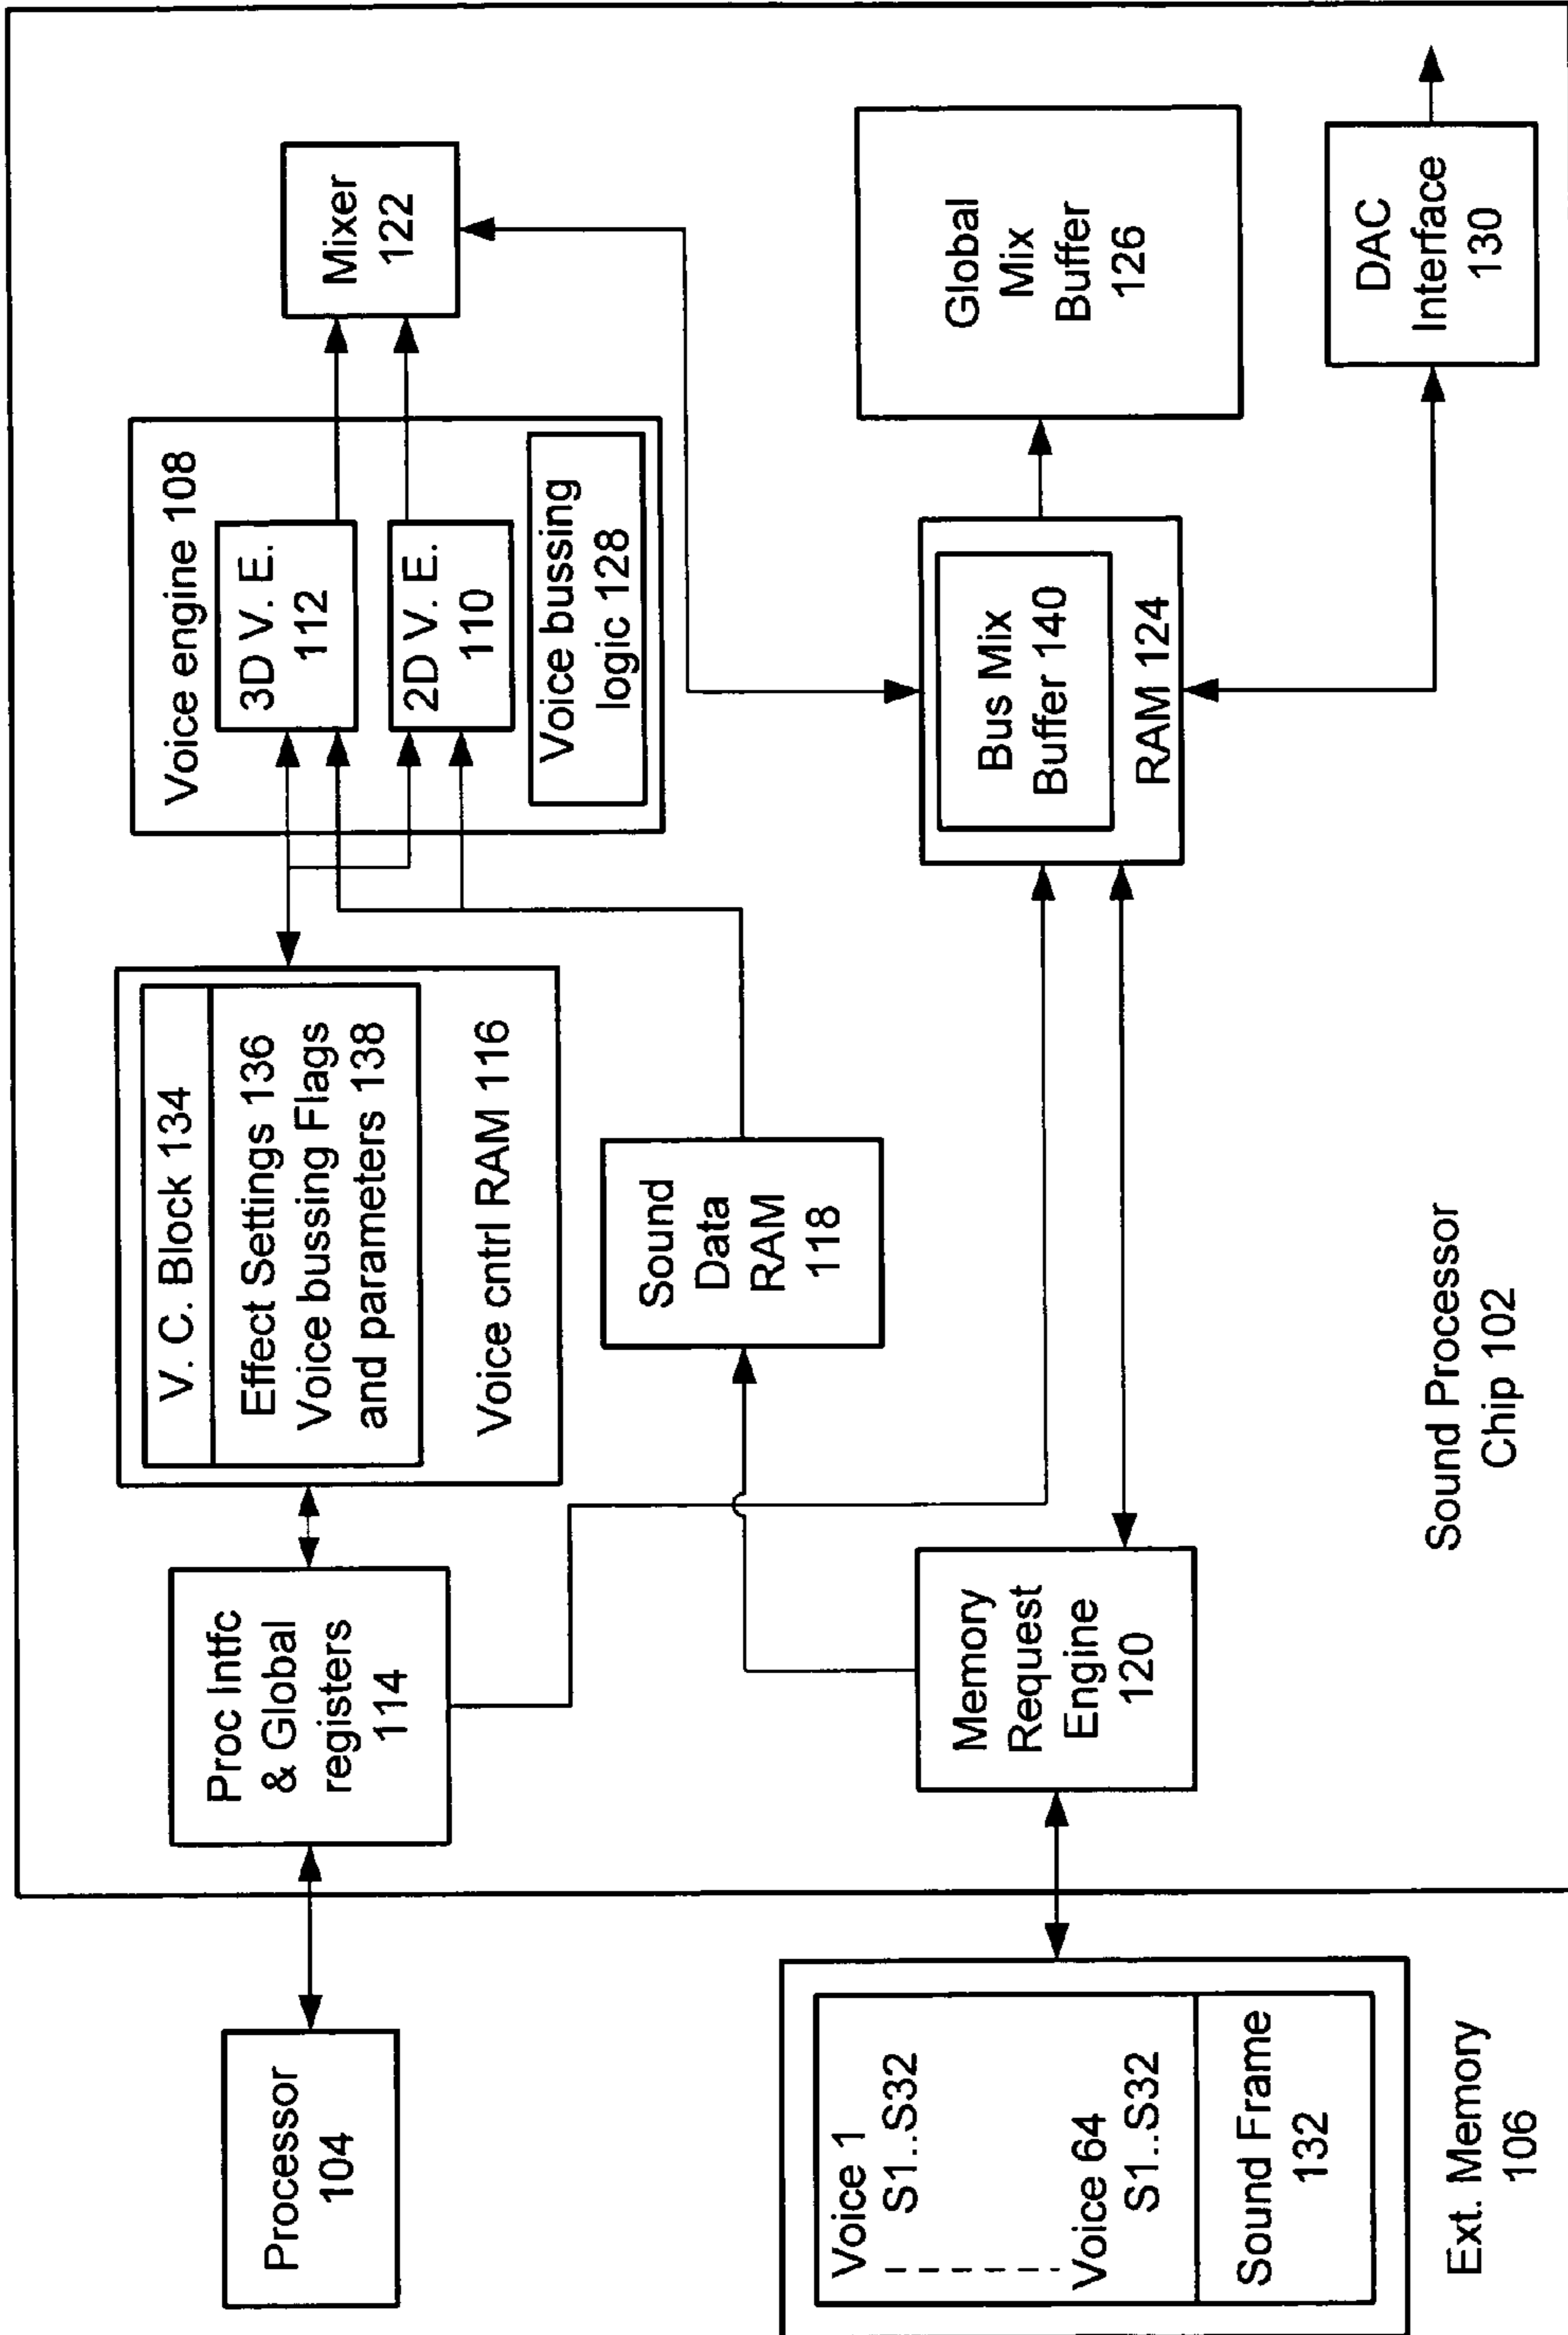 Processor
104
Proc Intfc
& Global
registers
114
V. C. Block 134
Effect Settings 136
Voice bussing Flags
and parameters 138
Voice cntrl RAM 116
Voice engine 108
3D V. E.
112
2D V. E.
110
Voice bussing
logic 128
Mixer
122
Sound
Data
RAM
118
Voice 1
S1..S32
Voice 64
S1..S32
Sound Frame
132
Ext. Memory
106
Memory
Request
Engine
120
Bus Mix
Buffer 140
RAM 124
Global
Mix
Buffer
126
DAC
Interface
130
Sound Processor
Chip 102